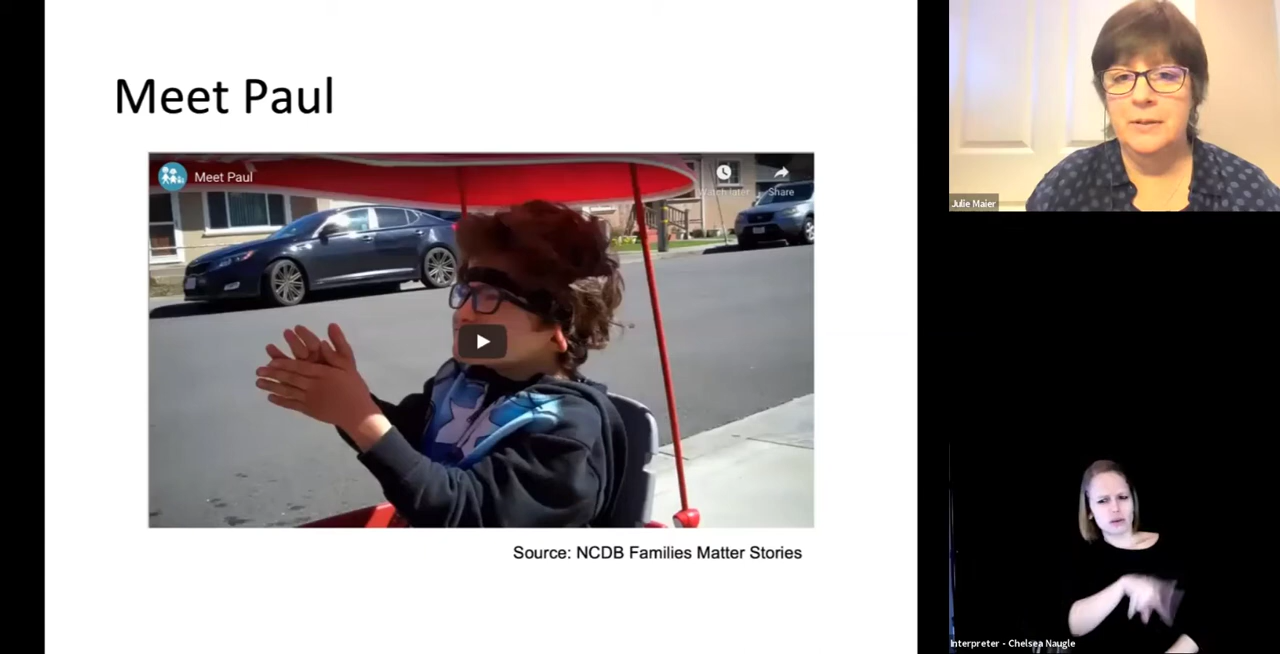 Meet Paul
Meet Paul
Watch later
Share
Source: NCDB Families Matter Stories
Julie Maier
Interpreter - Chelsea Naugle